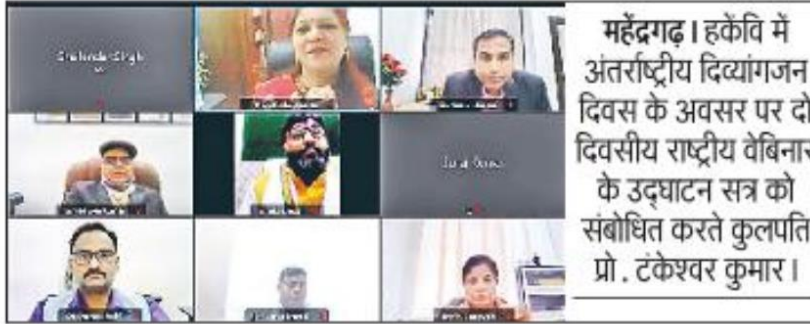 महेंद्रगढ़। हकेंवि में
अंतर्राष्ट्रीय दिव्यांगजन
दिवस के अवसर पर दो
दिवसीय राष्ट्रीय वेबिनार
के उद्घाटन सत्र को
संबोधित करते कुलपति
प्रो. टंकेश्वर कुमार।